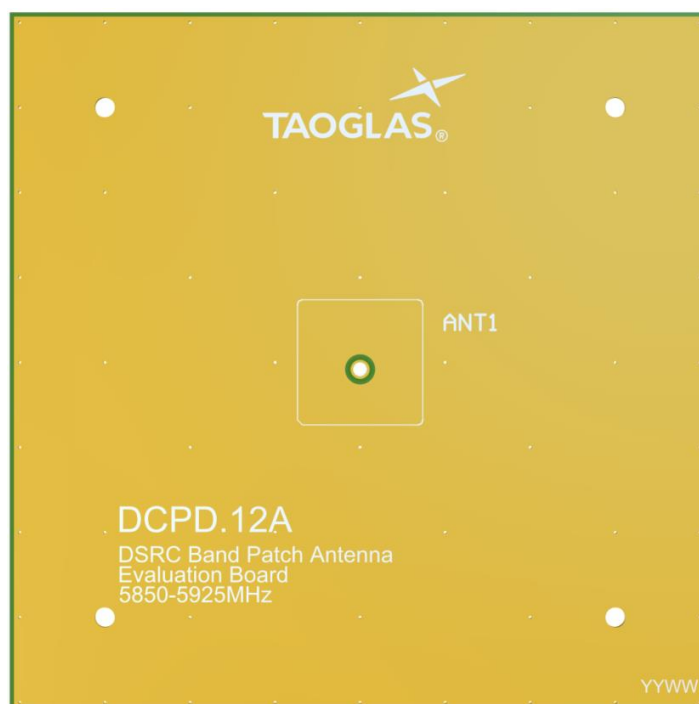 TAOGLAS®
ANT1
DCPD.12A
DSRC Band Patch Antenna
Evaluation Board
5850-5925MHz
YYWW